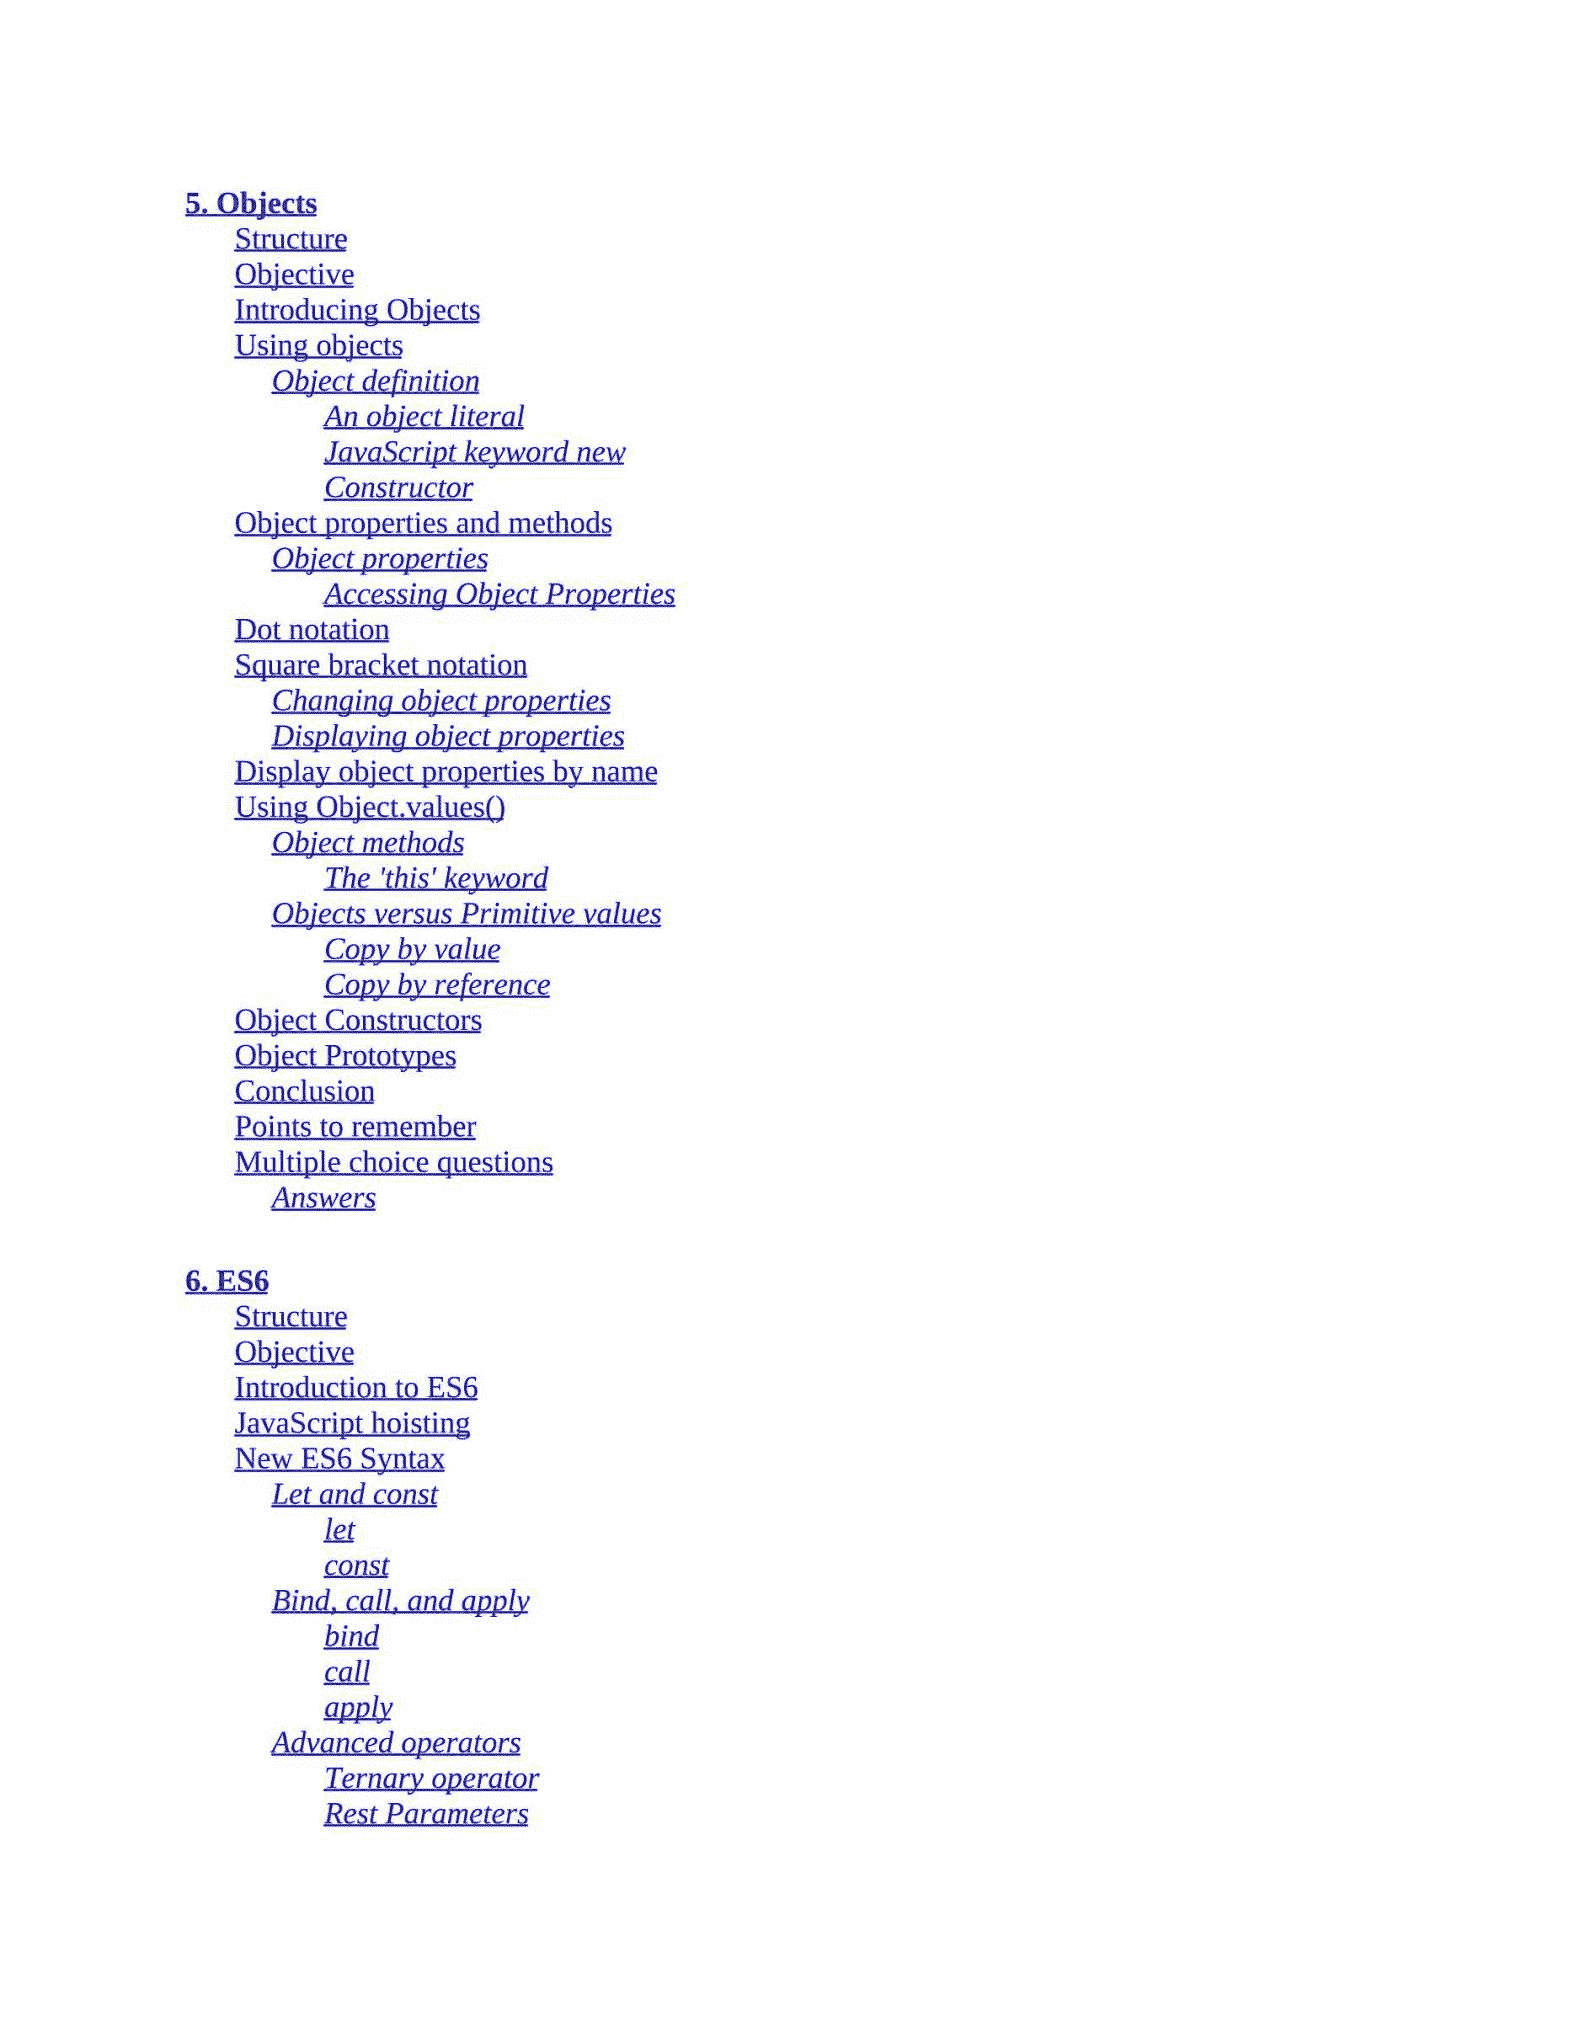 5. Objects
Structure
Objective
Introducing Objects
Using objects
Object definition
An object literal
JavaScript keyword new
Constructor
Object properties and methods
Object properties
Accessing Object Properties
Dot notation
Square bracket notation
Changing object properties
Displaying object properties
Display object properties by name
Using Object.values()
Object methods
The 'this' keyword
Objects versus Primitive values
Copy by value
Copy by reference
Object Constructors
Object Prototypes
Conclusion
Points to remember
Multiple choice questions
Answers
6. ES6
Structure
Objective
Introduction to ES6
JavaScript hoisting
New ES6 Syntax
Let and const
let
const
Bind, call, and apply
bind
call
apply
Advanced operators
Ternary operator
Rest Parameters